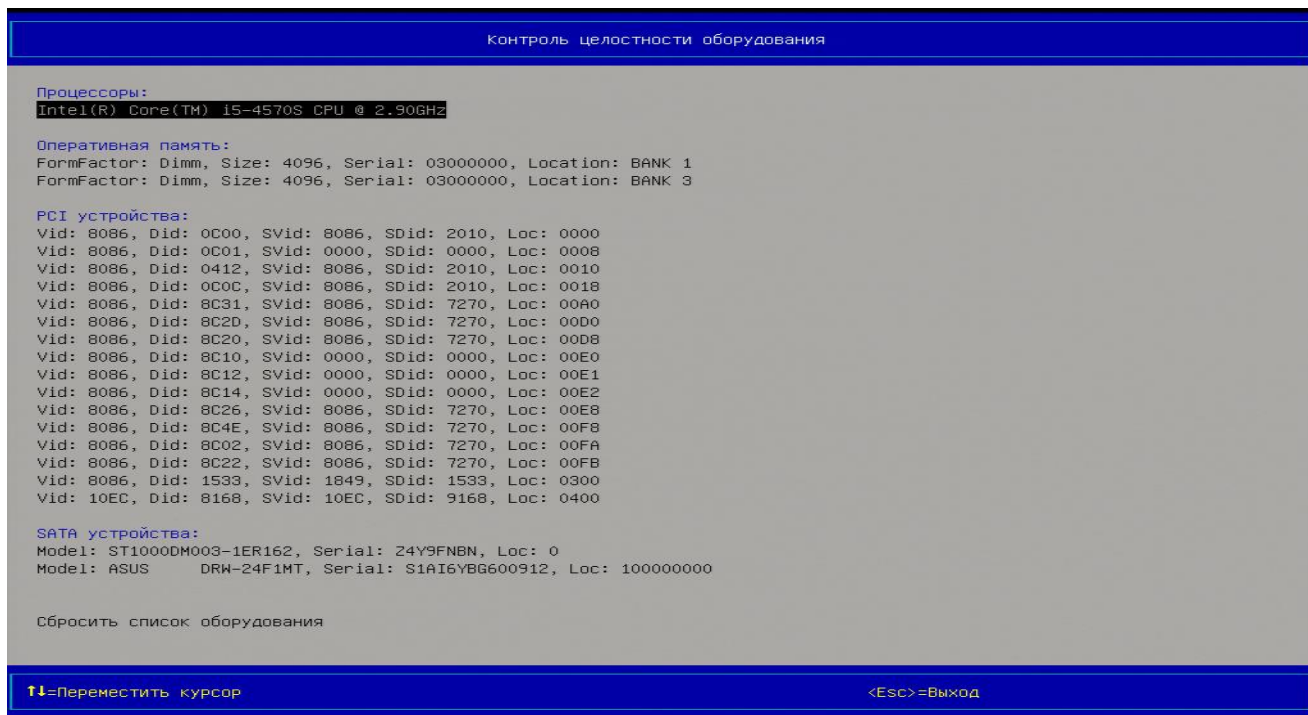 Контроль целостности оборудования
Процессоры:
Intel(R) Core(TM) i5-4570S CPU @ 2.90GHz
Оперативная память:
FormFactor: Dimm, Size: 4096, Serial: 03000000, Location: BANK 1
FormFactor: Dimm, Size: 4096, Serial: 03000000, Location: BANK 3
PCI устройства:
Vid: 8086, Did: 0C00, SVid: 8086, SDid: 2010, Loc: 0000
Vid: 8086, Did: 0C01, SVid: 0000, SDid: 0000, Loc: 0008
Vid: 8086, Did: 0412, SVid: 8086, SDid: 2010, Loc: 0010
Vid: 8086, Did: 0C0C, SVid: 8086, SDid: 2010, Loc: 0018
Vid: 8086, Did: 8C31, SVid: 8086, SDid: 7270, Loc: 00A0
Vid: 8086, Did: 8C2D, SVid: 8086, SDid: 7270, Loc: 00D0
Vid: 8086, Did: 8C20, SVid: 8086, SDid: 7270, Loc: 00D8
Vid: 8086, Did: 8C10, SVid: 0000, SDid: 0000, Loc: 00E0
Vid: 8086, Did: 8C12, SVid: 0000, SDid: 0000, Loc: 00E1
Vid: 8086, Did: 8C14, SVid: 0000, SDid: 0000, Loc: 00E2
Vid: 8086, Did: 8C26, SVid: 8086, SDid: 7270, Loc: 00E8
Vid: 8086, Did: 8C4E, SVid: 8086, SDid: 7270, Loc: 00F8
Vid: 8086, Did: 8C02, SVid: 8086, SDid: 7270, Loc: 00FA
Vid: 8086, Did: 8C22, SVid: 8086, SDid: 7270, Loc: 00FB
Vid: 8086, Did: 1533, SVid: 1849, SDid: 1533, Loc: 0300
Vid: 10EC, Did: 8168, SVid: 10EC, SDid: 9168, Loc: 0400
SATA устройства:
Model: ST1000DM003-1ER162, Serial: Z4Y9FNBN, Loc: 0
Model: ASUS     DRW-24F1MT, Serial: S1AI6YBG600912, Loc: 100000000
Сбросить список оборудования
↑↓=Переместить курсор <Esc>=Выход